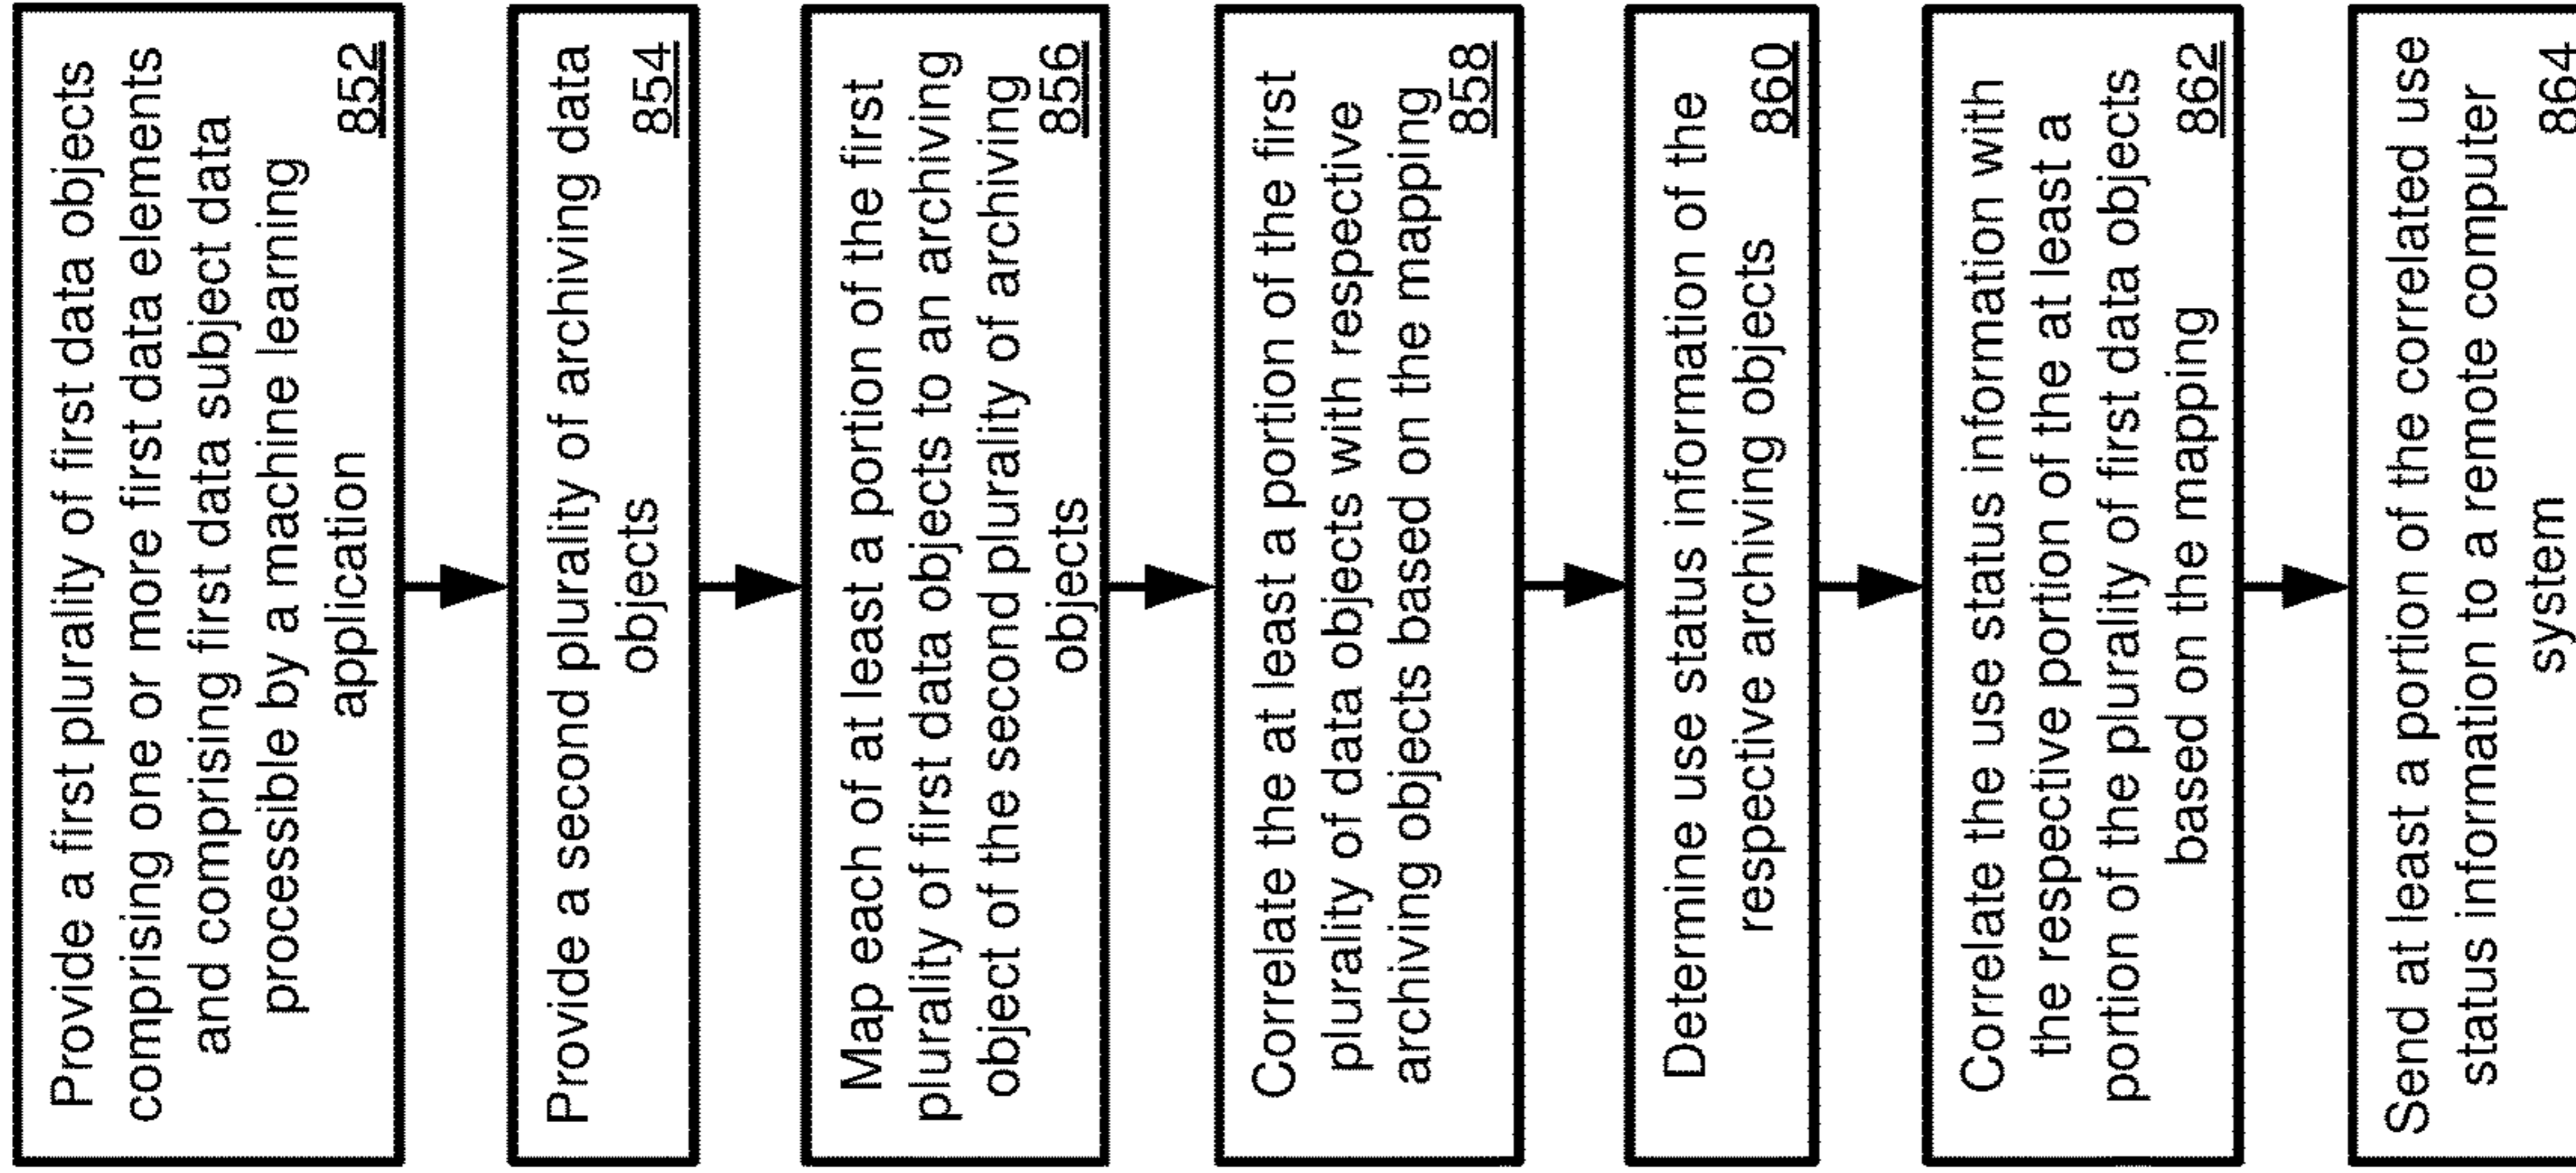 Provide a first plurality of first data objects
comprising one or more first data elements
and comprising first data subject data
processible by a machine learning
application
852
Provide a second plurality of archiving data
objects
854
Map each of at least a portion of the first
plurality of first data objects to an archiving
object of the second plurality of archiving
objects
856
Correlate the at least a portion of the first
plurality of data objects with respective
archiving objects based on the mapping
858
Determine use status information of the
respective archiving objects
860
Correlate the use status information with
the respective portion of the at least a
portion of the plurality of first data objects
based on the mapping
862
Send at least a portion of the correlated use
status information to a remote computer
system
864